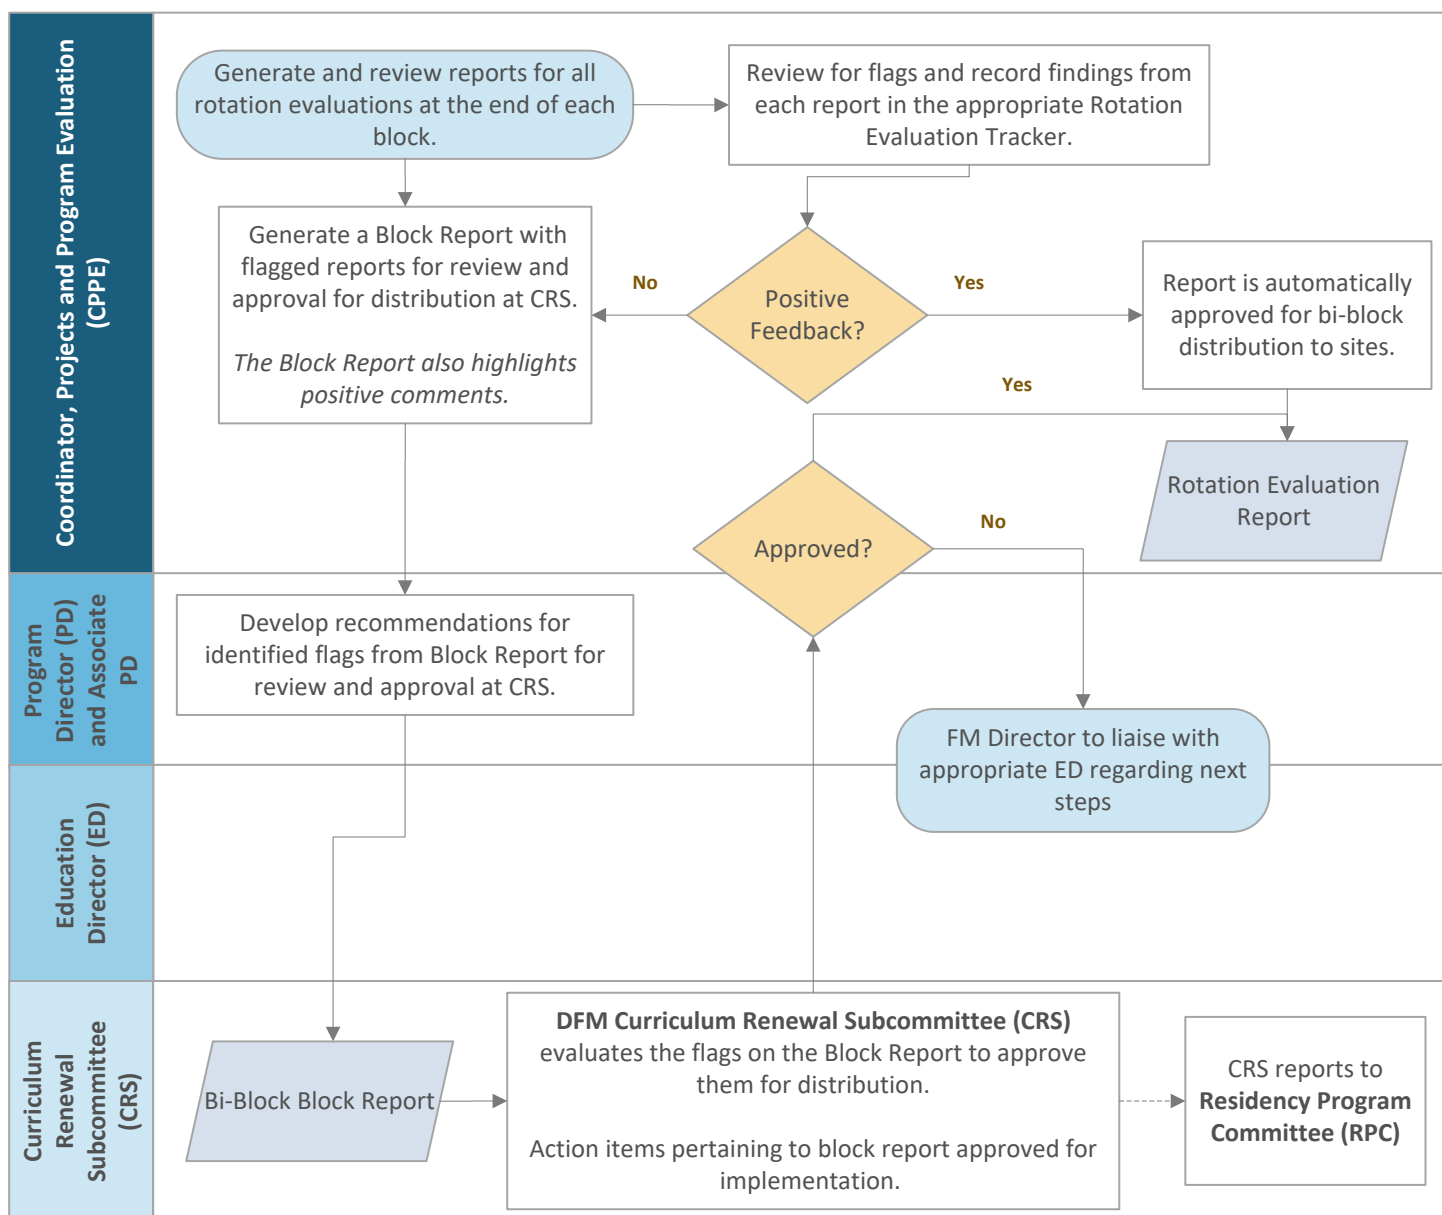 Coordinator, Projects and Program Evaluation
(CPPE)
Generate and review reports for all
rotation evaluations at the end of each
block.
Review for flags and record findings from
each report in the appropriate Rotation
Evaluation Tracker.
Generate a Block Report with
flagged reports for review and
approval for distribution at CRS.
The Block Report also highlights
positive comments.
No
Positive
Feedback?
Yes
Report is automatically
approved for bi-block
distribution to sites.
Yes
Rotation Evaluation
Report
Approved?
No
Program
Director (PD)
and Associate
PD
Develop recommendations for
identified flags from Block Report for
review and approval at CRS.
FM Director to liaise with
appropriate ED regarding next
steps
Education
Director (ED)
Curriculum
Renewal
Subcommittee
(CRS)
Bi-Block Block Report
DFM Curriculum Renewal Subcommittee (CRS)
evaluates the flags on the Block Report to approve
them for distribution.
Action items pertaining to block report approved for
implementation.
CRS reports to
Residency Program
Committee (RPC)